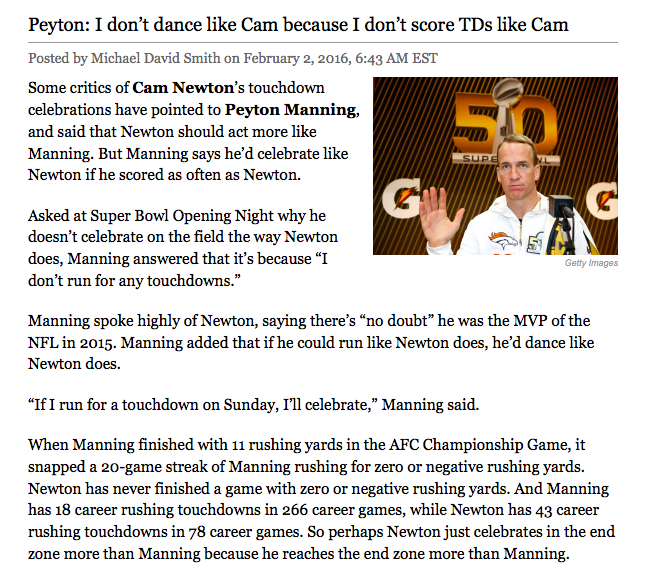 Peyton: I don’t dance like Cam because I don’t score TDs like Cam
Posted by Michael David Smith on February 2, 2016, 6:43 AM EST
Some critics of Cam Newton’s touchdown
celebrations have pointed to Peyton Manning,
and said that Newton should act more like
Manning. But Manning says he’d celebrate like
Newton if he scored as often as Newton.
50
SUPER BOWL
G
G
Getty Images
Asked at Super Bowl Opening Night why he
doesn’t celebrate on the field the way Newton
does, Manning answered that it’s because “I
don’t run for any touchdowns.”
Manning spoke highly of Newton, saying there’s “no doubt” he was the MVP of the
NFL in 2015. Manning added that if he could run like Newton does, he’d dance like
Newton does.
“If I run for a touchdown on Sunday, I’ll celebrate,” Manning said.
When Manning finished with 11 rushing yards in the AFC Championship Game, it
snapped a 20-game streak of Manning rushing for zero or negative rushing yards.
Newton has never finished a game with zero or negative rushing yards. And Manning
has 18 career rushing touchdowns in 266 career games, while Newton has 43 career
rushing touchdowns in 78 career games. So perhaps Newton just celebrates in the end
zone more than Manning because he reaches the end zone more than Manning.